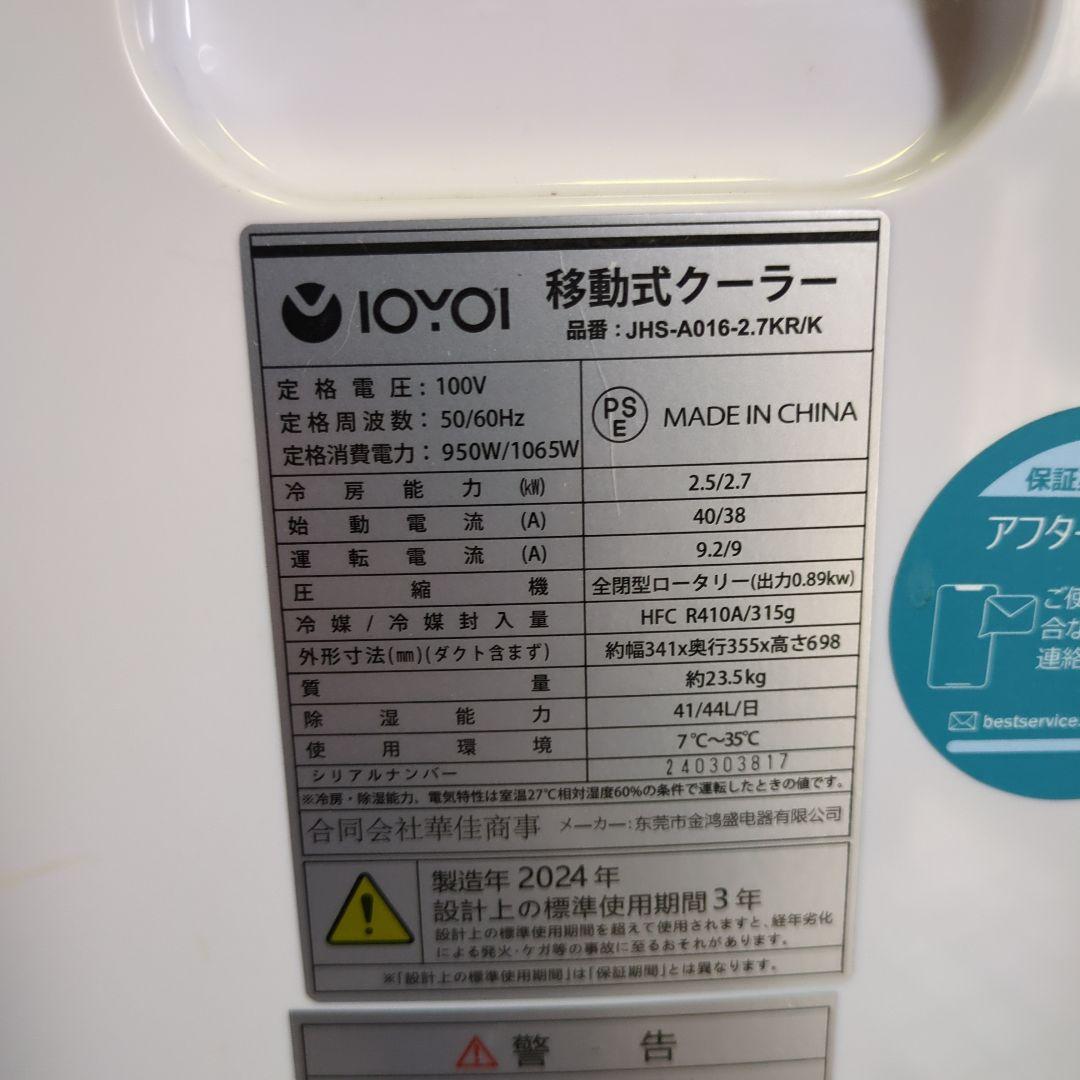 IOYOI 移動式クーラー
品番：JHS-A016-2.7KR/K
定格電圧：100V
定格周波数：50/60Hz
定格消費電力：950W/1065W
PSE MADE IN CHINA
冷房能力(kW) 2.5/2.7
始動電流(A) 40/38
運転電流(A) 9.2/9
圧縮機 全閉型ロータリー(出力0.89kw)
冷媒/冷媒封入量 HFC R410A/315g
外形寸法(mm)(ダクト含まず) 約幅341x奥行355x高さ698
質量 約23.5kg
除湿能力 41/44L/日
使用環境 7℃～35℃
シリアルナンバー 240303817
※冷房・除湿能力、電気特性は室温27℃相対湿度60%の条件で運転したときの値です。
合同会社華佳商事 メーカー:东莞市金鸿盛电器有限公司
製造年 2024年
設計上の標準使用期間3年
設計上の標準使用期間を超えて使用されますと、経年劣化
による発火・ケガ等の事故に至るおそれがあります。
※「設計上の標準使用期間」は「保証期間」とは異なります。
警告
保証
アフター
ご使
合な
連絡
bestservice.